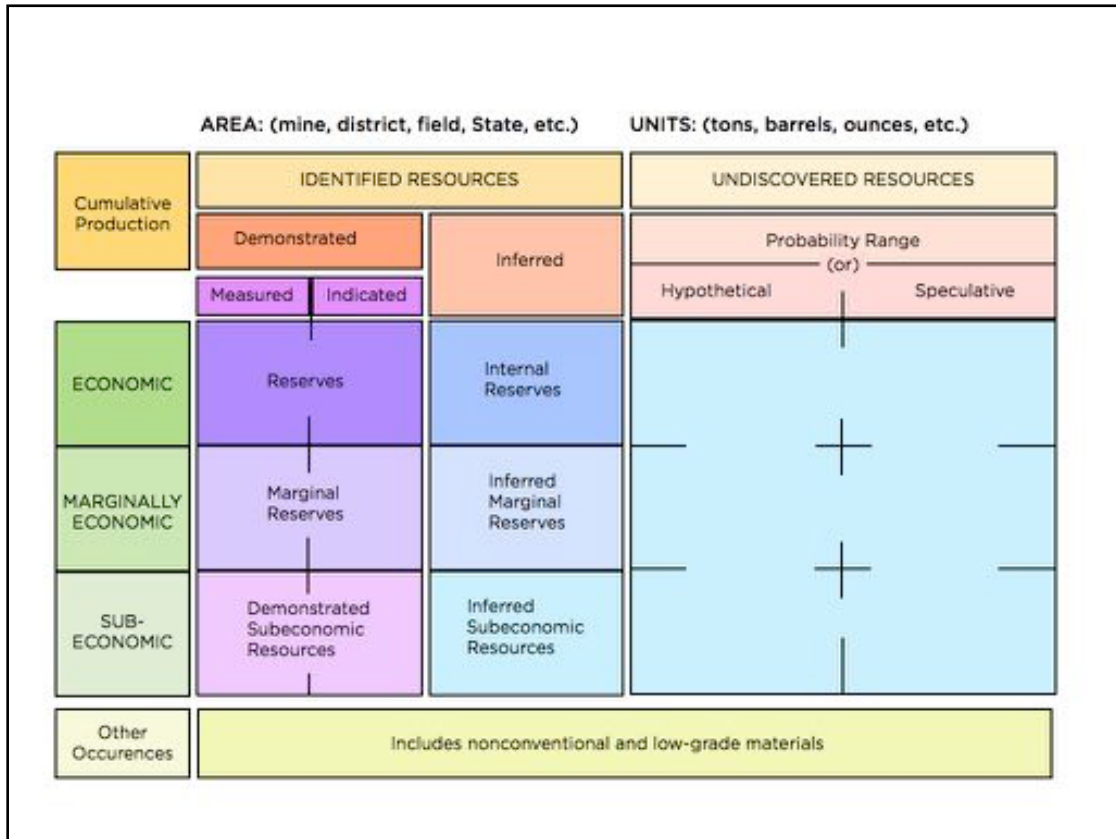 AREA: (mine, district, field, State, etc.) UNITS: (tons, barrels, ounces, etc.)
Cumulative
Production
IDENTIFIED RESOURCES
UNDISCOVERED RESOURCES
Demonstrated
Inferred
Probability Range
(or)
Measured
Indicated
Hypothetical
Speculative
ECONOMIC
Reserves
Internal
Reserves
MARGINALLY
ECONOMIC
Marginal
Reserves
Inferred
Marginal
Reserves
SUB-
ECONOMIC
Demonstrated
Subeconomic
Resources
Inferred
Subeconomic
Resources
Other
Occurences
Includes nonconventional and low-grade materials